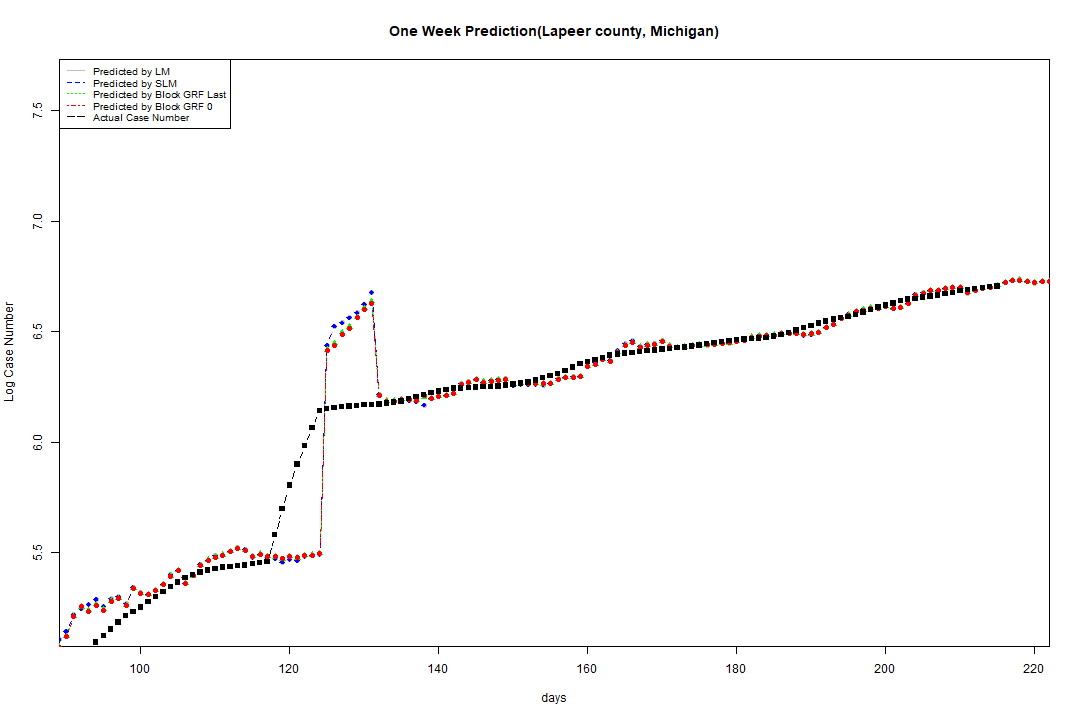 One Week Prediction(Lapeer county, Michigan)
Predicted by LM
Predicted by SLM
Predicted by Block GRF Last
Predicted by Block GRF 0
Actual Case Number
7.5
7.0
6.5
6.0
5.5
Log Case Number
100 120 140 160 180 200 220
days